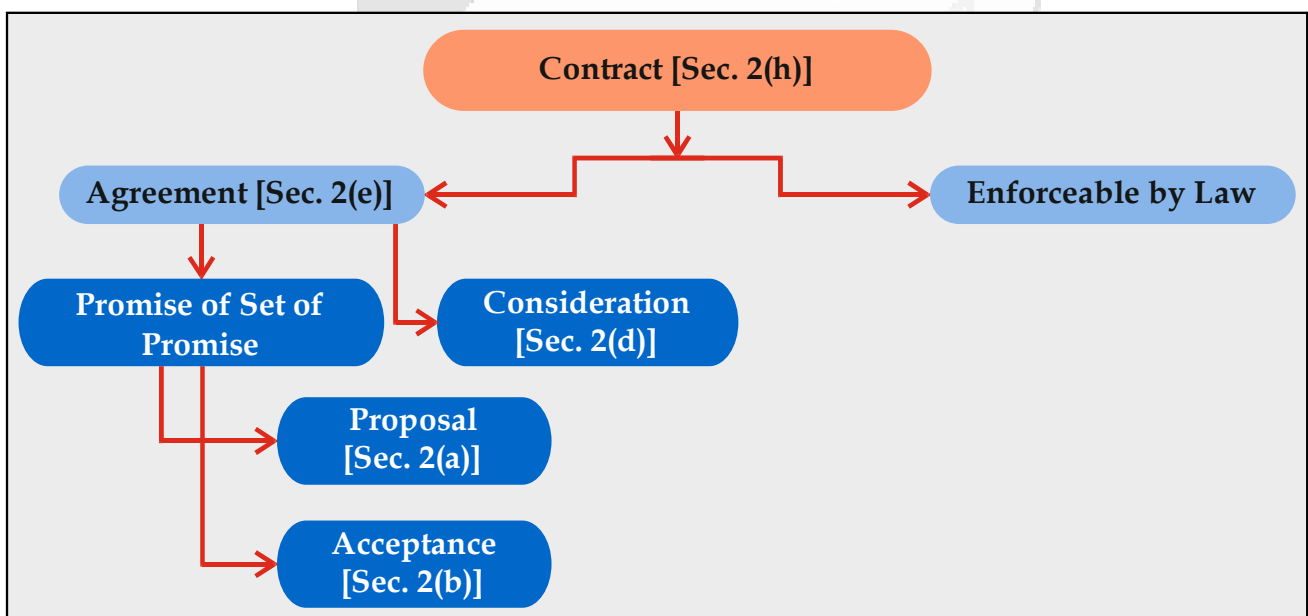 Contract [Sec. 2(h)]
Agreement [Sec. 2(e)]
Enforceable by Law
Promise of Set of
Promise
Consideration
[Sec. 2(d)]
Proposal
[Sec. 2(a)]
Acceptance
[Sec. 2(b)]